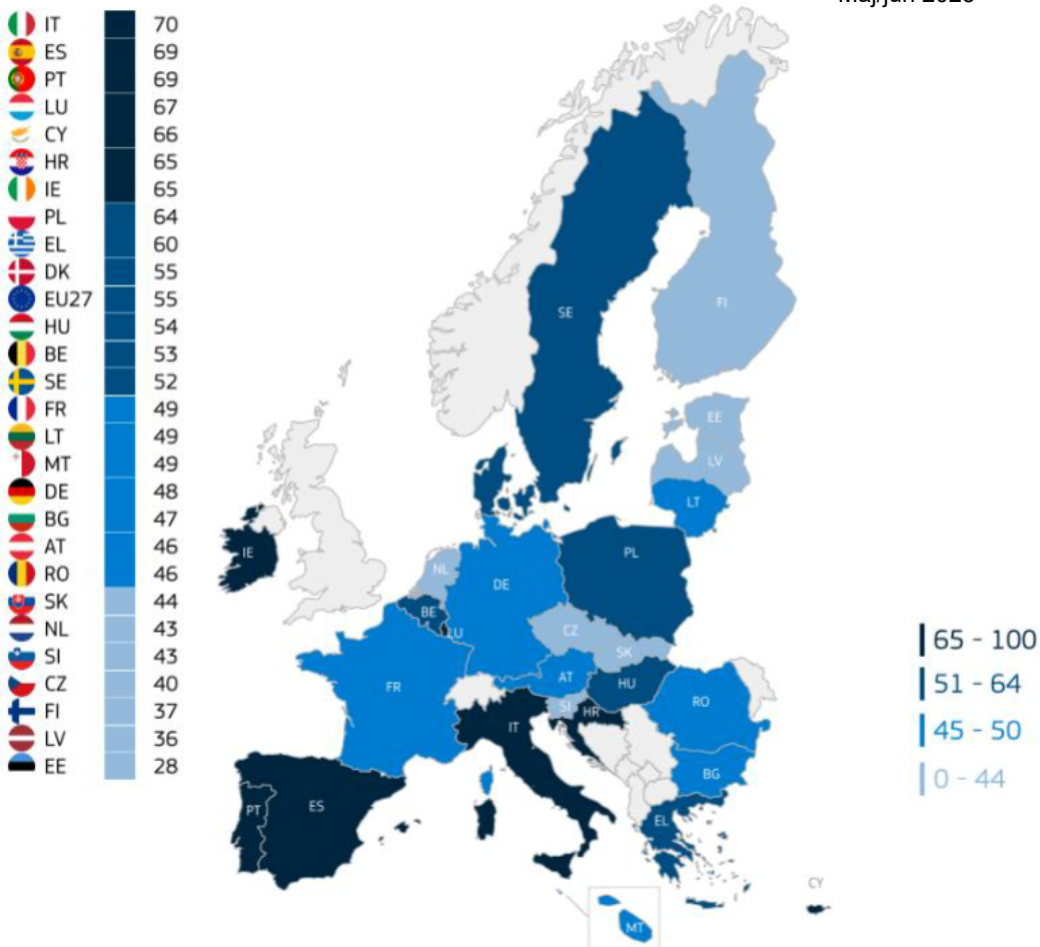 IT 70
ES 69
PT 69
LU 67
CY 66
HR 65
IE 65
PL 64
EL 60
DK 55
EU27 55
HU 54
BE 53
SE 52
FR 49
LT 49
MT 49
DE 48
BG 47
AT 46
RO 46
SK 44
NL 43
SI 43
CZ 40
FI 37
LV 36
EE 28
FI
SE
EE
LV
LT
IE
PL
NL
DE
BE
LU
CZ
SK
AT
HU
FR
RO
SI
HR
IT
BG
PT
ES
EL
CY
MT
65 - 100
51 - 64
45 - 50
0 - 44